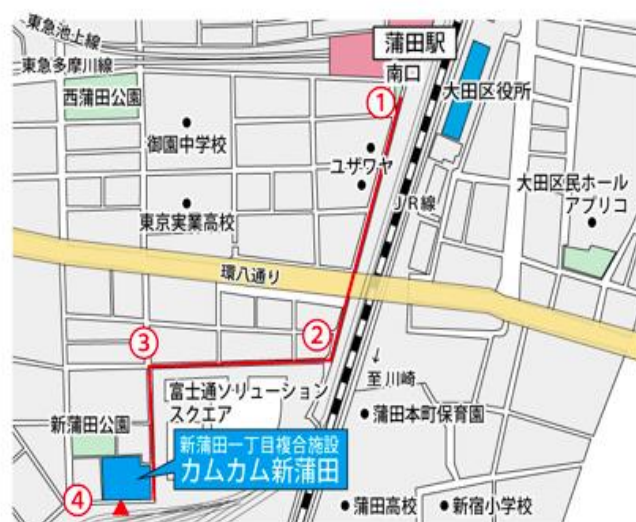 東急池上線
東急多摩川線
蒲田駅
南口
①
西蒲田公園
大田区役所
御園中学校
ユザワヤ
大田区民ホール
アプリコ
東京実業高校
JR線
環八通り
②
③
↓
至川崎
富士通ソリューション
スクエア
蒲田本町保育園
新蒲田公園
新蒲田一丁目複合施設
カムカム新蒲田
④
蒲田高校
新宿小学校